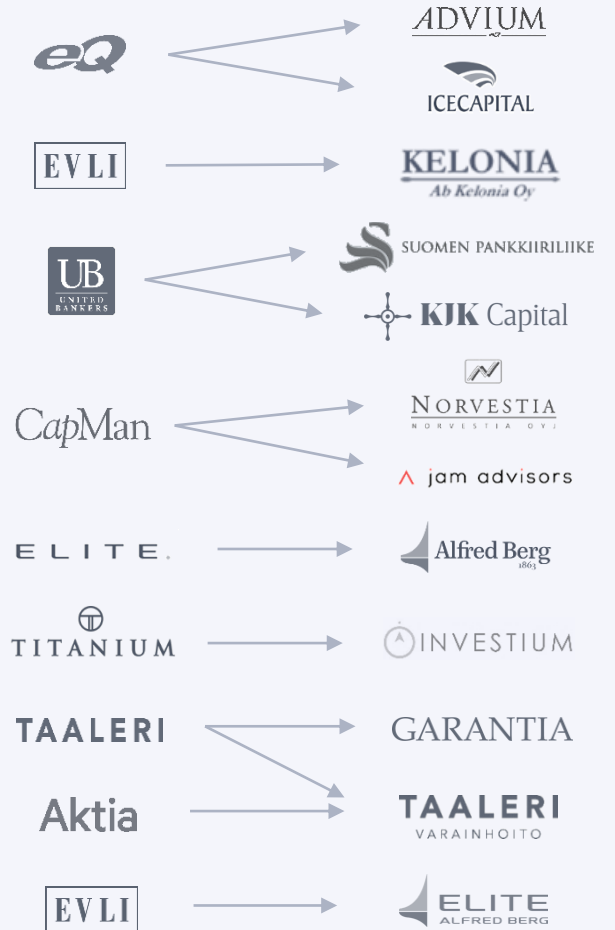 eQ
ADVIUM
ICECAPITAL
EVLI
KELONIA
Ab Kelonia Oy
UB
UNITED
BANKERS
SUOMEN PANKKIIRILIIKE
KJK Capital
CapMan
NORVESTIA
NORVESTIA OYJ
jam advisors
ELITE.
Alfred Berg
1863
TITANIUM
INVESTIUM
TAALERI
GARANTIA
Aktia
TAALERI
VARAINHOITO
EVLI
ELITE
ALFRED BERG